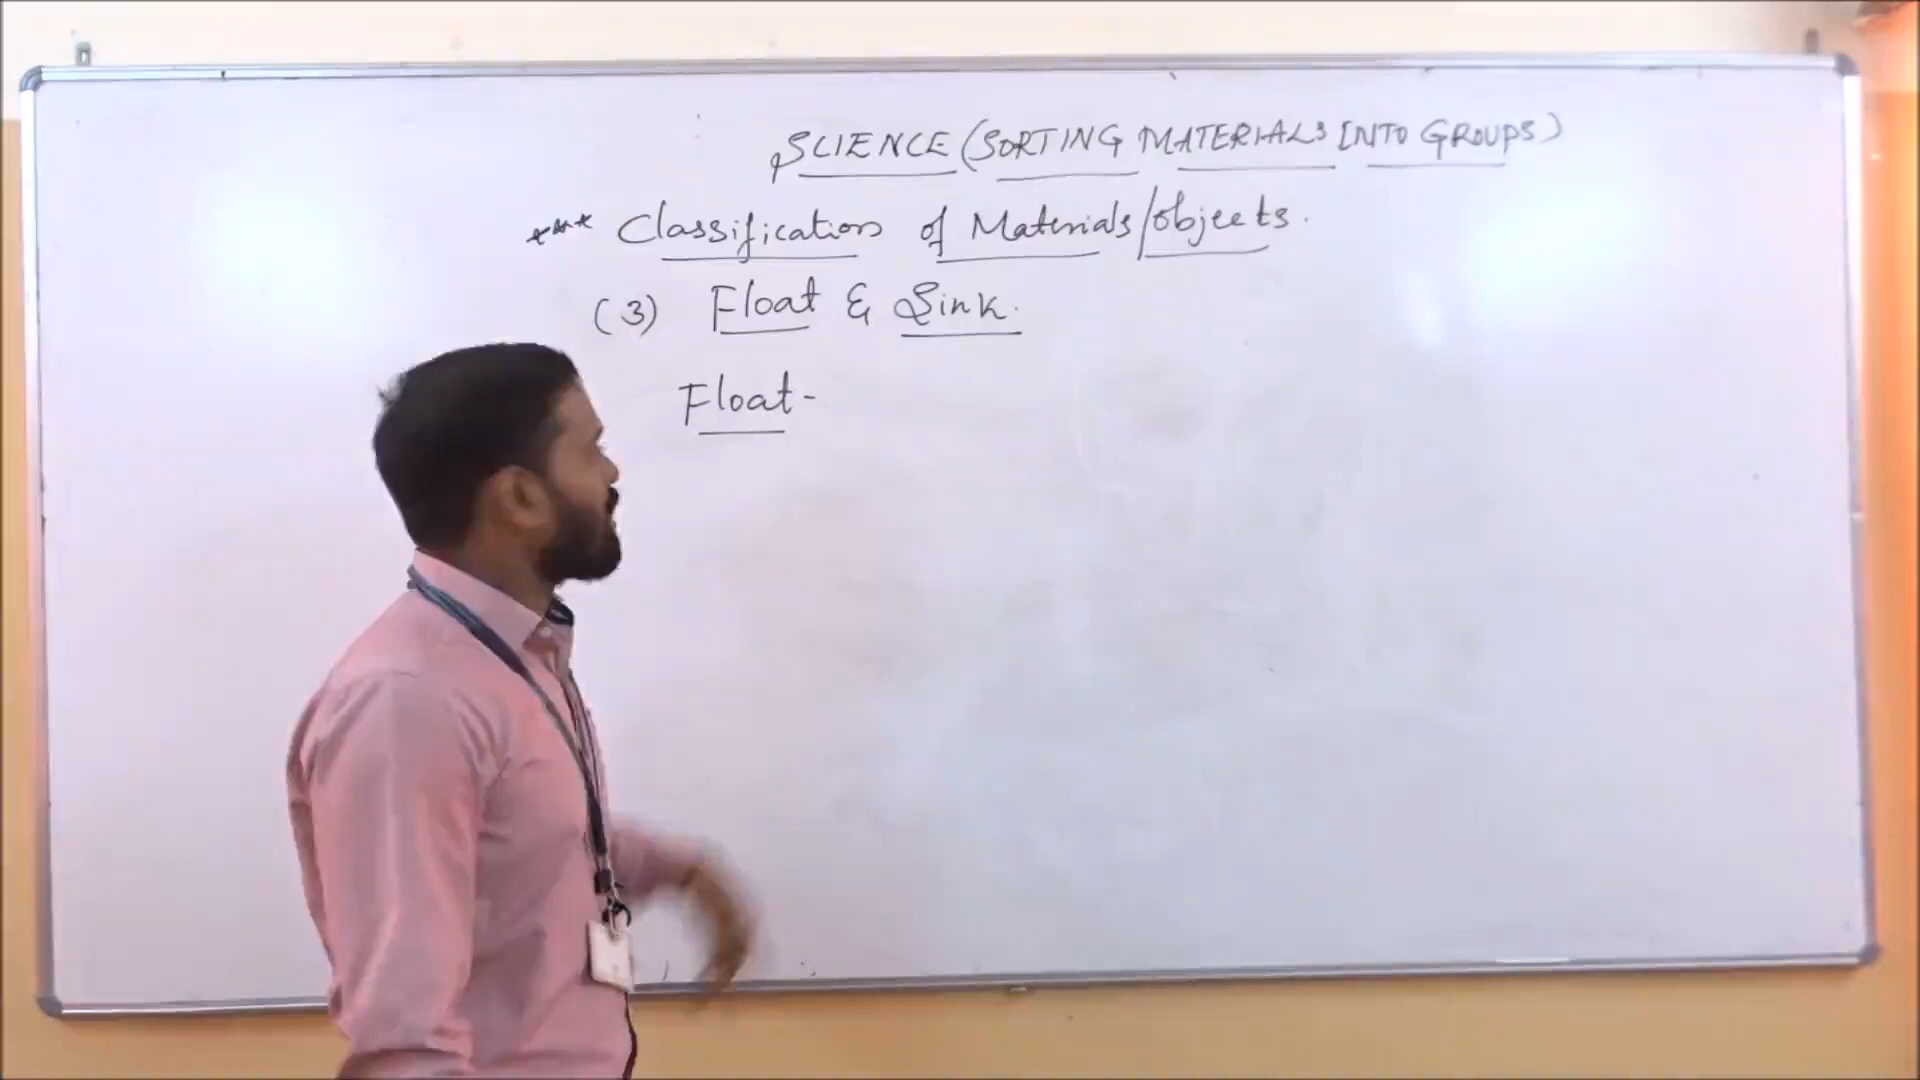 SCIENCE (SORTING MATERIALS INTO GROUPS)
*** Classification of Materials/objects.
(3) Float & Sink.
Float-